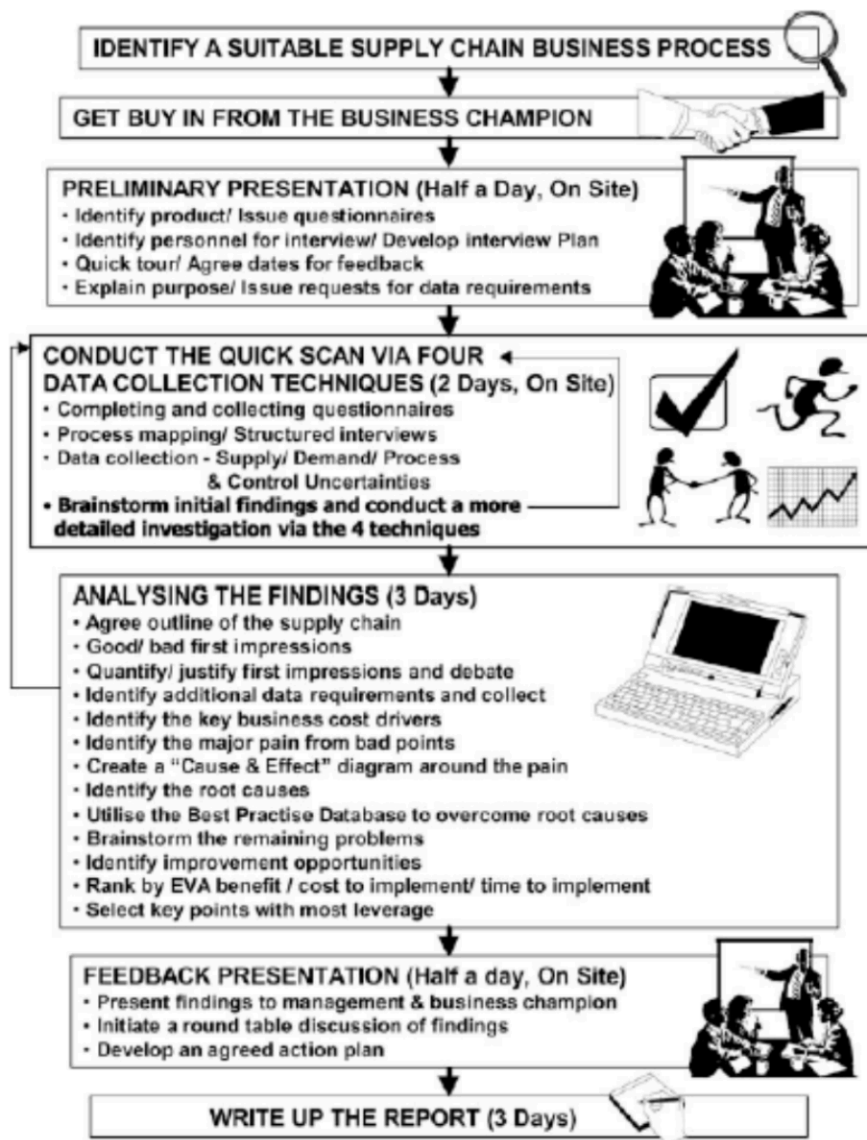 IDENTIFY A SUITABLE SUPPLY CHAIN BUSINESS PROCESS
GET BUY IN FROM THE BUSINESS CHAMPION
PRELIMINARY PRESENTATION (Half a Day, On Site)
• Identify product/ Issue questionnaires
• Identify personnel for interview/ Develop interview Plan
• Quick tour/ Agree dates for feedback
• Explain purpose/ Issue requests for data requirements
CONDUCT THE QUICK SCAN VIA FOUR
DATA COLLECTION TECHNIQUES (2 Days, On Site)
• Completing and collecting questionnaires
• Process mapping/ Structured interviews
• Data collection - Supply/ Demand/ Process
& Control Uncertainties
• Brainstorm initial findings and conduct a more
detailed investigation via the 4 techniques
ANALYSING THE FINDINGS (3 Days)
• Agree outline of the supply chain
• Good/ bad first impressions
• Quantify/ justify first impressions and debate
• Identify additional data requirements and collect
• Identify the key business cost drivers
• Identify the major pain from bad points
• Create a “Cause & Effect” diagram around the pain
• Identify the root causes
• Utilise the Best Practise Database to overcome root causes
• Brainstorm the remaining problems
• Identify improvement opportunities
• Rank by EVA benefit / cost to implement/ time to implement
• Select key points with most leverage
FEEDBACK PRESENTATION (Half a day, On Site)
• Present findings to management & business champion
• Initiate a round table discussion of findings
• Develop an agreed action plan
WRITE UP THE REPORT (3 Days)